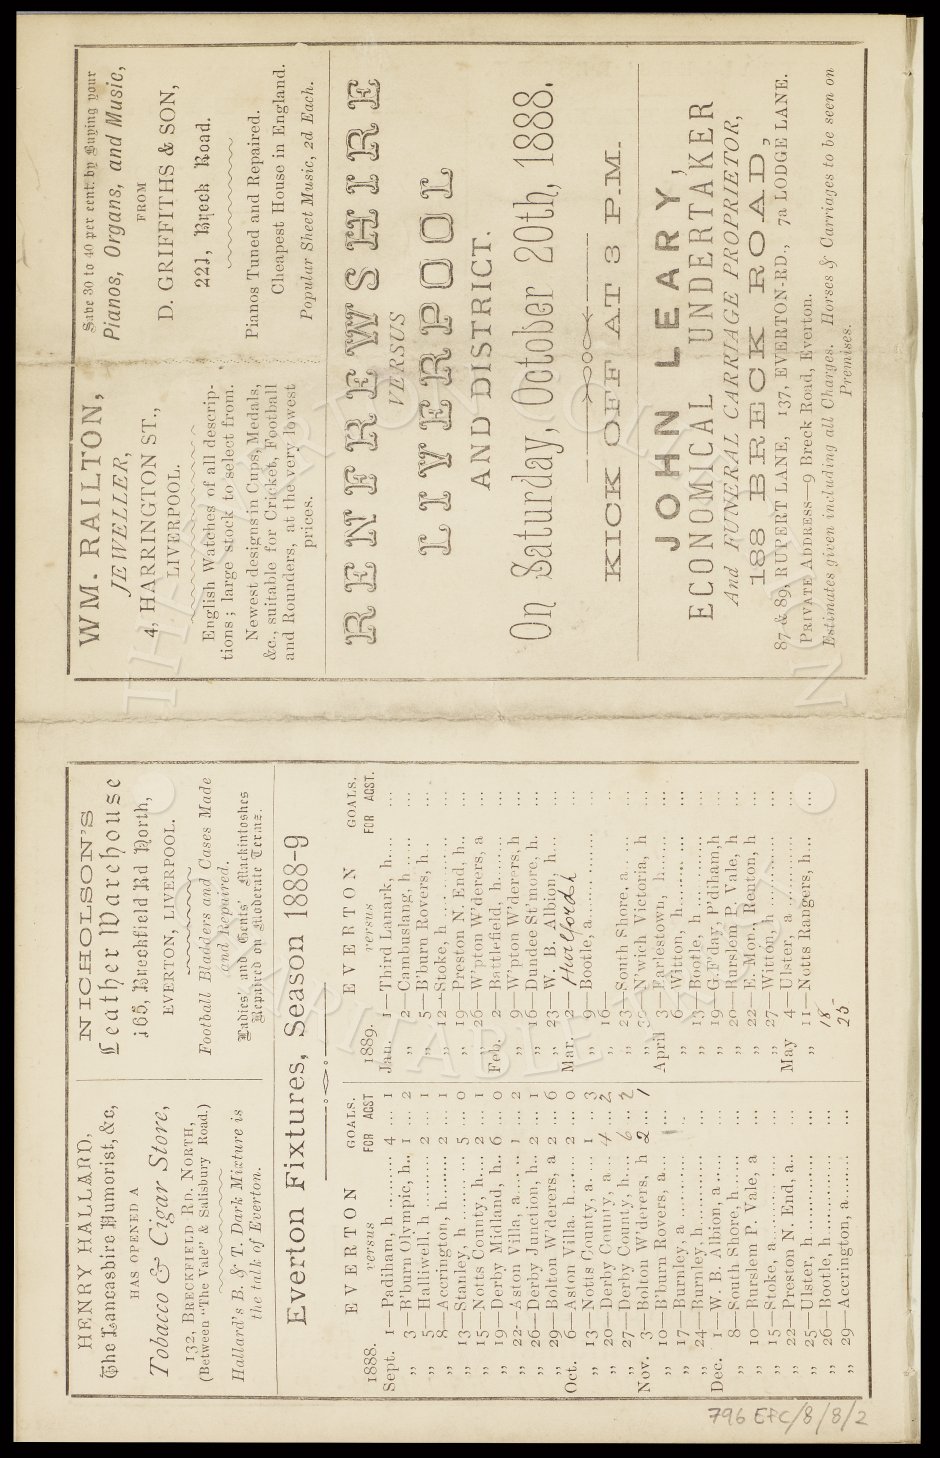 HENRY HALLARD,
The Lancashire Humorist, &c,
HAS OPENED A
Tobacco & Cigar Store,
132, BRECKFIELD RD. NORTH,
(Between "The Vale" & Salisbury Road.)
Hallard's B. & T. Dark Mixture is
the talk of Everton.
NICHOLSON'S
Leather Warehouse
165, Breckfield Rd North,
EVERTON, LIVERPOOL.
Football Bladders and Cases Made
and Repaired.
Ladies' and Gents' Mackintoshes
Repaired on Moderate Terms.
Everton Fixtures, Season 1888-9
EVERTON GOALS.
1888. versus FOR AGST
Sept. 1—Padiham, h .......... 4 ... 1
„ 3—B'burn Olympic, h.. 1 ... 2
„ 5—Halliwell, h .......... 2 ... 1
„ 8—Accrington, h....... 2 ... 1
„ 13—Stanley, h .......... 5 ... 0
„ 15—Notts County, h.... 2 ... 1
„ 19—Derby Midland, h.. 6 ... 0
„ 22—Aston Villa, a ...... 1 ... 2
„ 26—Derby Junction, h... 2 ... 1
„ 29—Bolton W'derers, a 2 ... 6
Oct. 6—Aston Villa. h....... 2 ... 0
„ 13—Notts County, a.... 1 ... 3
„ 20—Derby County, a... 4 ... 2
„ 27—Derby County, h.... 6 ... 2
Nov. 3—Bolton W'derers, h 2 ... 1
„ 10—B'burn Rovers, a ... ...
„ 17—Burnley, a .......... ...
„ 24—Burnley, h.......... ...
Dec. 1—W. B. Albion, a ..... ...
„ 8—South Shore, h...... ...
„ 10—Burslem P. Vale, a ...
„ 15—Stoke, a.............. ...
„ 22—Preston N. End, a... ...
„ 25—Ulster, h............ ...
„ 26—Bootle, h............ ...
„ 29—Accrington, a........ ...
EVERTON GOALS.
1889. versus FOR AGST.
Jan. 1—Third Lanark, h.... ...
„ 2—Cambuslang, h ...... ...
„ 5—B'burn Rovers, h .. ...
„ 12—Stoke, h .............. ...
„ 19—Preston N. End, h.. ...
„ 26—W'pton W'derers, a ...
Feb. 2—Battlefield, h........ ...
„ 9—W'pton W'derers, h ...
„ 16—Dundee St'more, h. ...
„ 23—W. B. Albion, h.... ...
Mar. 2—Hurlford h ...
„ 9—Bootle, a............. ...
„ 16— ..
„ 23—South Shore, a..... ...
„ N'wich Victoria, h ...
April 3—Earlestown, h....... ...
„ 6—Witton, h............ ...
„ 13—Bootle, h............ ...
„ 19—G.F'day, P'diham,h ...
„ 20—Burslem P. Vale, h ...
„ 22—E. Mon., Renton, h ...
„ 27—Witton, h ........... ...
May 4—Ulster, a ........... ...
„ 11—Notts Rangers, h... ...
18
25
WM. RAILTON,
JEWELLER,
4, HARRINGTON ST.,
LIVERPOOL.
English Watches of all descrip-
tions; large stock to select from.
Newest designs in Cups, Medals,
&c., suitable for Cricket, Football
and Rounders, at the very lowest
prices.
Save 30 to 40 per cent. by Buying your
Pianos, Organs, and Music,
FROM
D. GRIFFITHS & SON,
221, Breck Road.
Pianos Tuned and Repaired.
Cheapest House in England.
Popular Sheet Music, 2d Each.
RENFREWSHIRE
VERSUS
LIVERPOOL
AND DISTRICT.
On Saturday, October 20th, 1888.
KICK OFF AT 3 P.M.
JOHN LEARY,
ECONOMICAL UNDERTAKER
And FUNERAL CARRIAGE PROPRIETOR,
188 BRECK ROAD,
87 & 89, RUPERT LANE, 137, EVERTON-RD., 7a LODGE LANE.
PRIVATE ADDRESS—9 Breck Road, Everton.
Estimates given including all Charges. Horses & Carriages to be seen on
Premises.
796 EFC/8/8/2
THE EVERTON COLLECTION
CHARITABLE TRUST